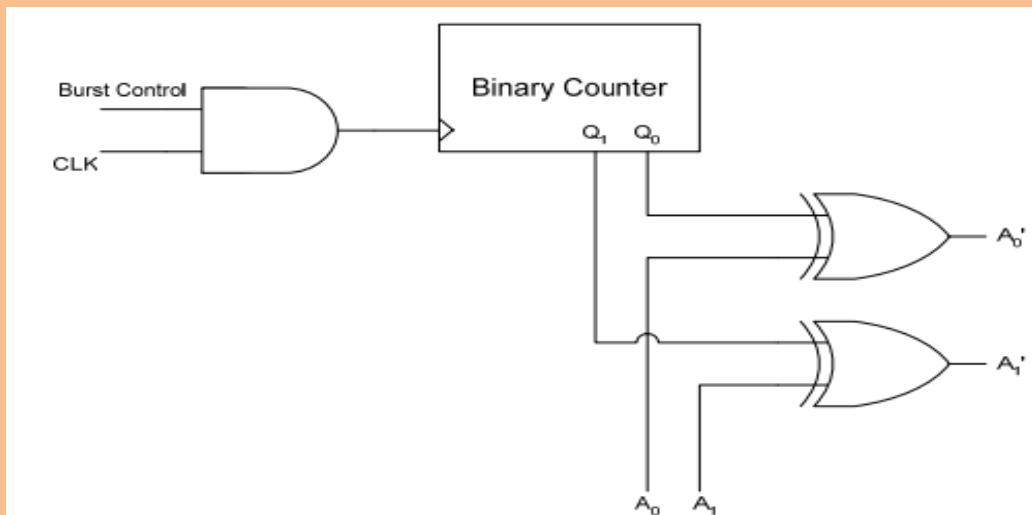 Burst Control
CLK
Binary Counter
Q₁ Q₀
A₀'
A₁'
A₀ A₁